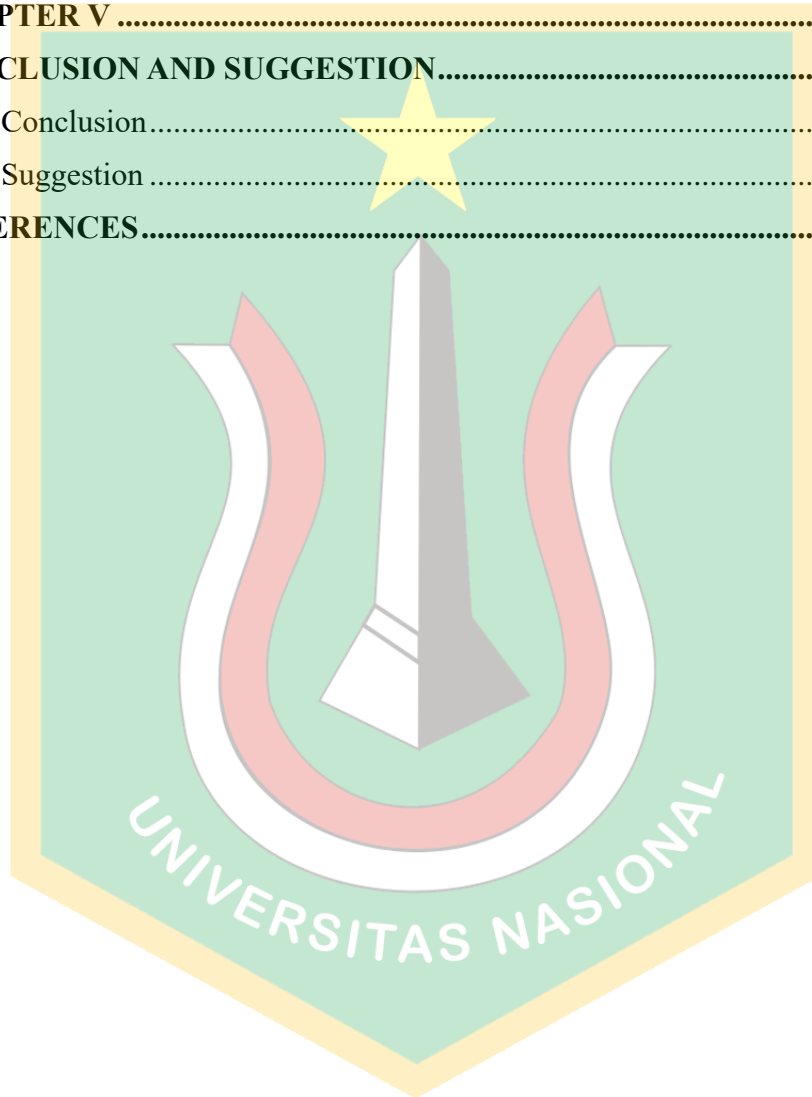 PTER V ........................................................................................
CLUSION AND SUGGESTION................................................
Conclusion.....................................................................................
Suggestion .....................................................................................
ERENCES.....................................................................................
UNIVERSITAS NASIONAL